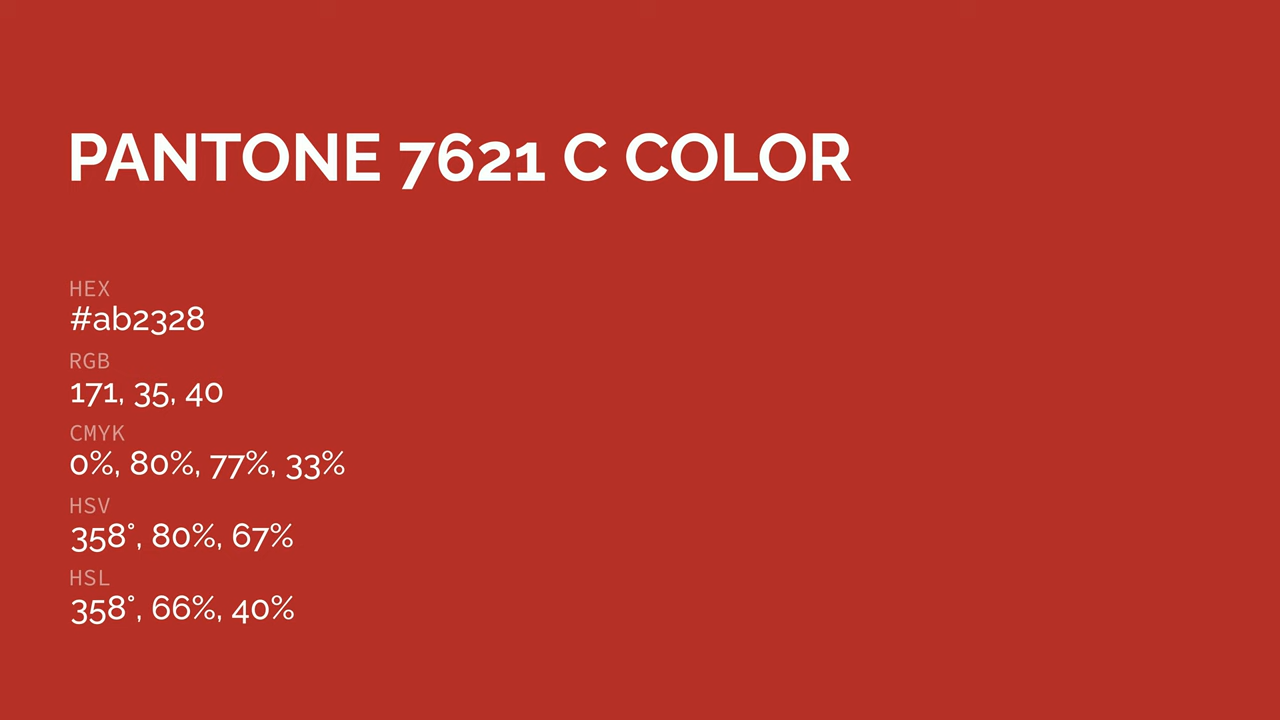 PANTONE 7621 C COLOR
HEX
#ab2328
RGB
171, 35, 40
CMYK
0%, 80%, 77%, 33%
HSV
358°, 80%, 67%
HSL
358°, 66%, 40%